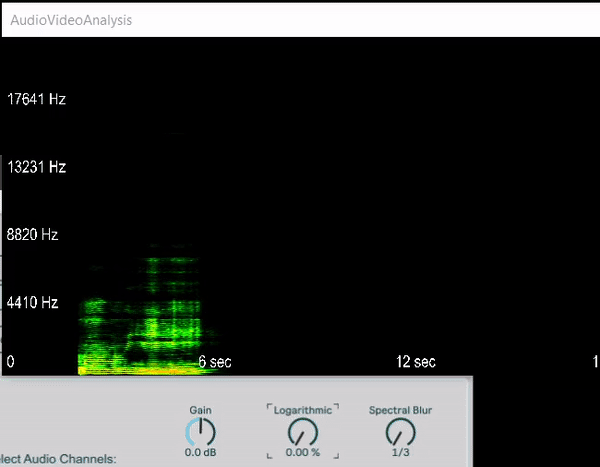 AudioVideoAnalysis
17641 Hz
13231 Hz
8820 Hz
4410 Hz
0 6 sec 12 sec 1
Gain Logarithmic Spectral Blur
0.0 dB 0.00 % 1/3
lect Audio Channels: